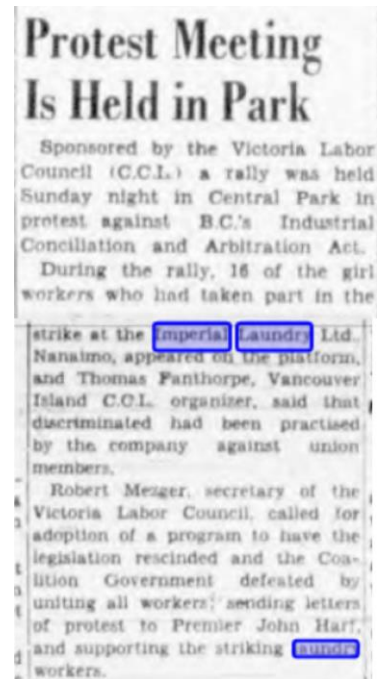 Protest Meeting
Is Held in Park
Sponsored by the Victoria Labor
Council (C.C.L.) a rally was held
Sunday night in Central Park in
protest against B.C.'s Industrial
Conciliation and Arbitration Act.
During the rally, 16 of the girl
workers who had taken part in the
strike at the Imperial Laundry Ltd.,
Nanaimo, appeared on the platform,
and Thomas Fanthorpe, Vancouver
Island C.C.L. organizer, said that
discriminated had been practised
by the company against union
members.
Robert Mezger, secretary of the
Victoria Labor Council, called for
adoption of a program to have the
legislation rescinded and the Coa-
lition Government defeated by
uniting all workers; sending letters
of protest to Premier John Hart,
and supporting the striking laundry
workers.